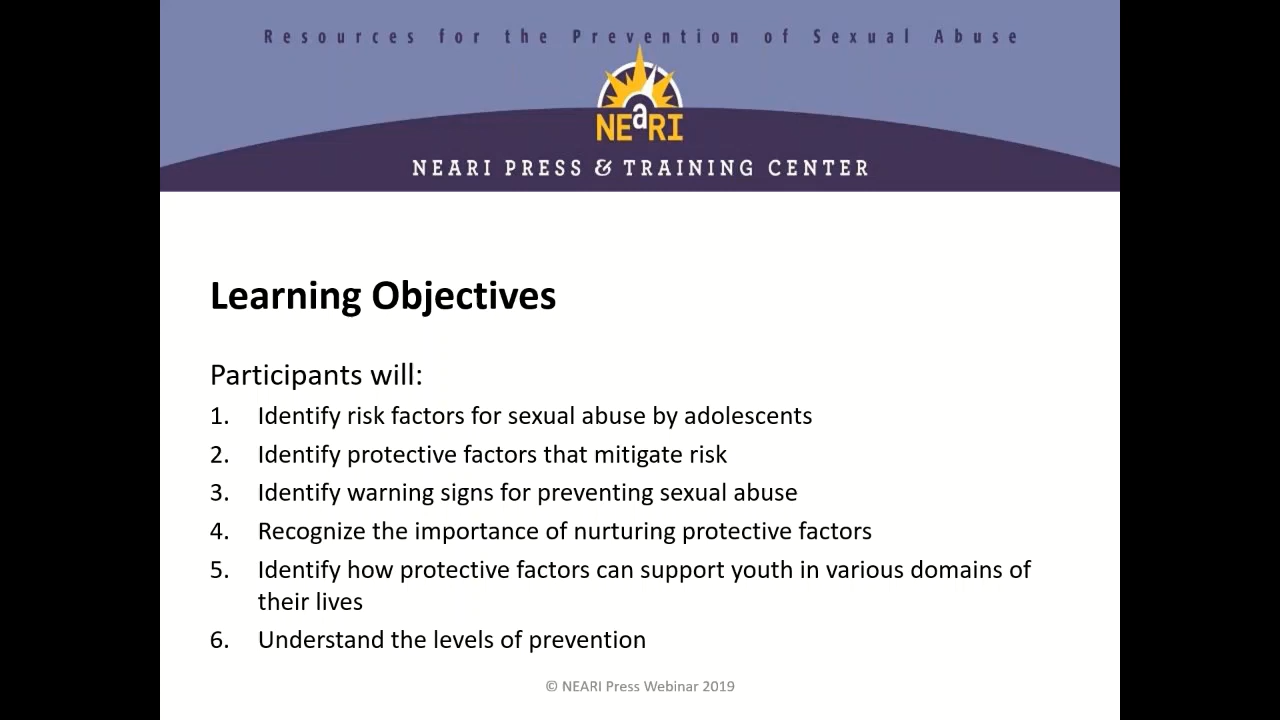 Resources for the Prevention of Sexual Abuse
NEaRI
NEARI PRESS & TRAINING CENTER
Learning Objectives
Participants will:
1. Identify risk factors for sexual abuse by adolescents
2. Identify protective factors that mitigate risk
3. Identify warning signs for preventing sexual abuse
4. Recognize the importance of nurturing protective factors
5. Identify how protective factors can support youth in various domains of
their lives
6. Understand the levels of prevention
© NEARI Press Webinar 2019